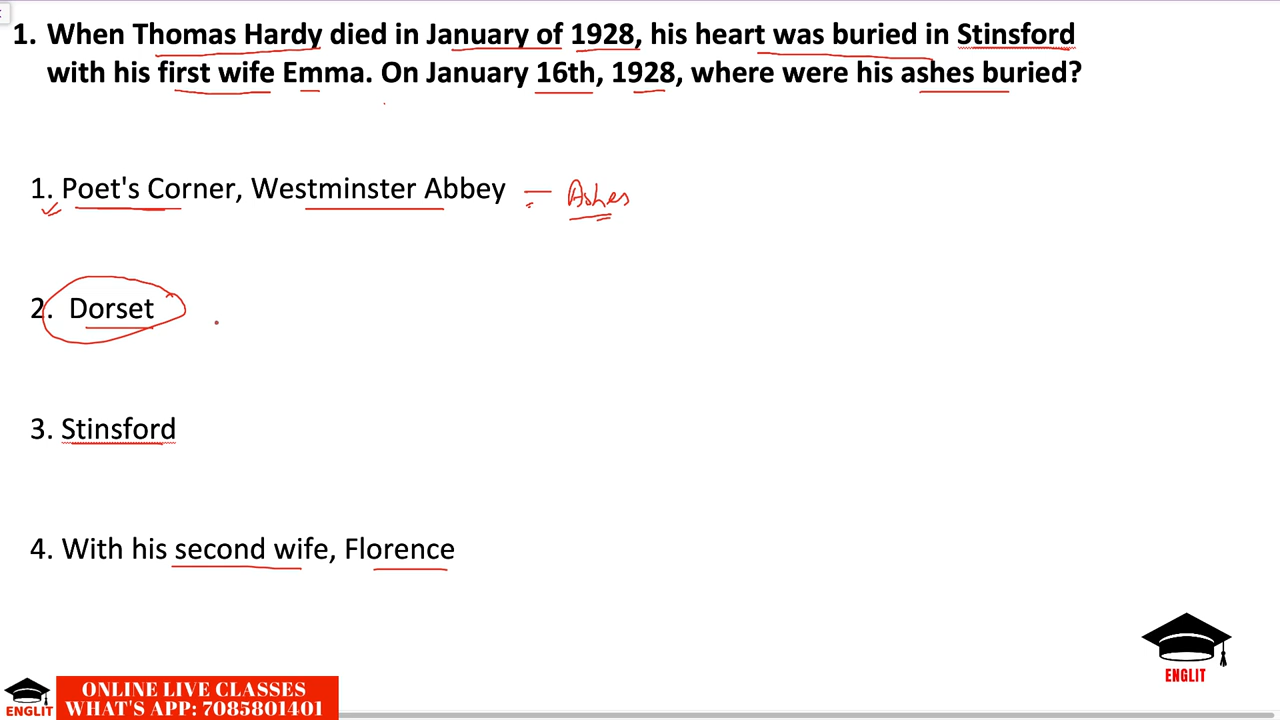 1. When Thomas Hardy died in January of 1928, his heart was buried in Stinsford
with his first wife Emma. On January 16th, 1928, where were his ashes buried?
1. Poet's Corner, Westminster Abbey = Ashes
2. Dorset
3. Stinsford
4. With his second wife, Florence
ENGLIT
ENGLIT
ONLINE LIVE CLASSES
WHAT'S APP: 7085801401